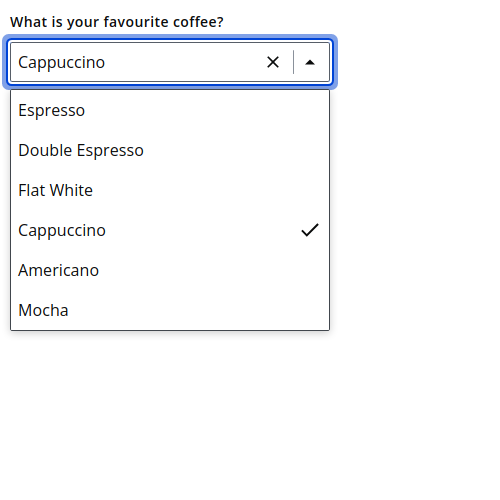 What is your favourite coffee?
Cappuccino
Espresso
Double Espresso
Flat White
Cappuccino
Americano
Mocha